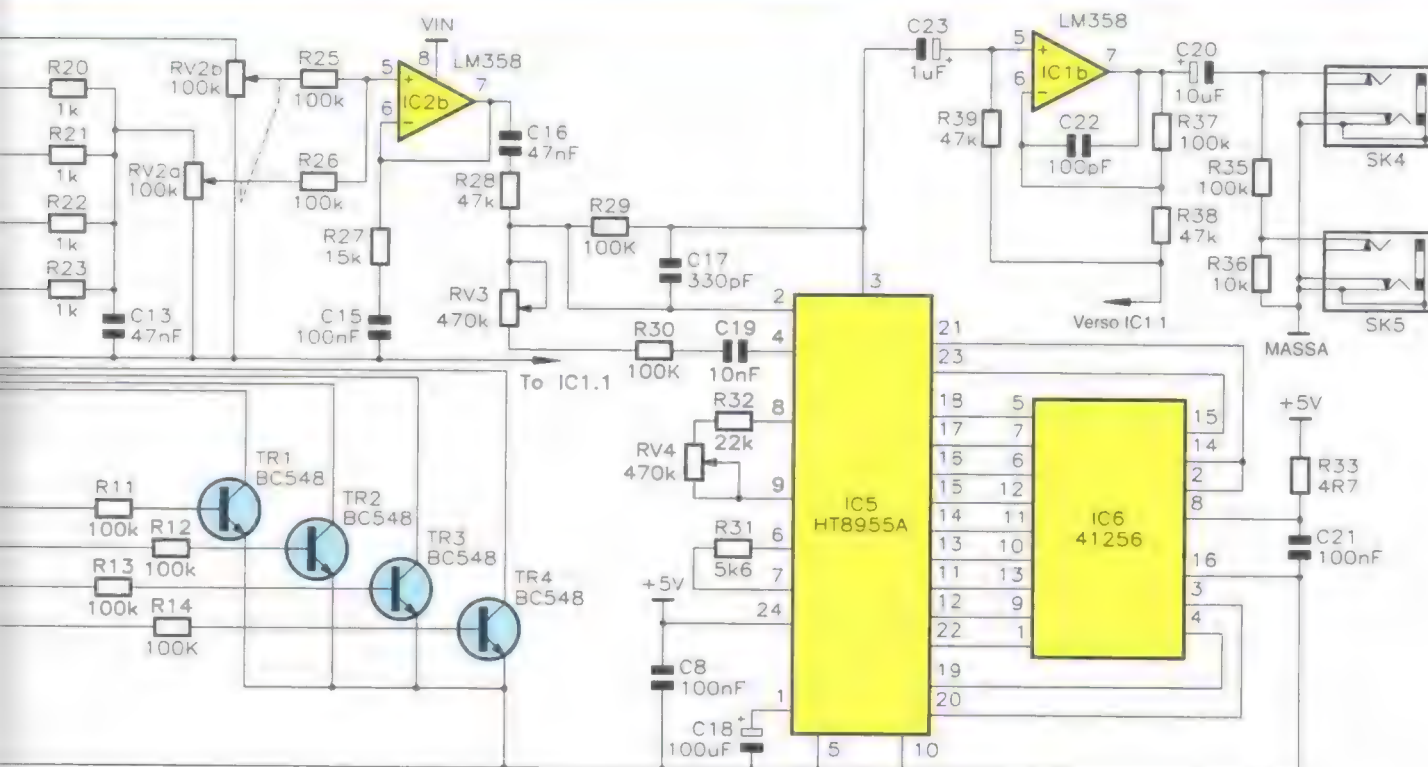 VIN
8
LM358
R20
1k
RV2b
100k
R25
100k
5
+
6
−
IC2b
7
R21
1k
RV2a
100k
R26
100k
C16
47nF
R28
47k
R22
1k
R27
15k
R23
1k
C13
47nF
C15
100nF
RV3
470k
R29
100K
C17
330pF
R30
100K
C19
10nF
To IC1.1
C23
1uF
+
LM358
5
+
6
−
IC1b
7
C20
10uF
+
R39
47k
C22
100pF
R37
100k
R35
100k
R38
47k
R36
10k
SK4
SK5
Verso IC1 1
MASSA
R11
100k
R12
100k
R13
100k
R14
100K
TR1
BC548
TR2
BC548
TR3
BC548
TR4
BC548
R32
22k
RV4
470k
R31
5k6
+5V
C8
100nF
C18
100uF
+
2
3
4
8
9
6
7
24
1
5
10
IC5
HT8955A
21
23
18
17
16
15
14
13
11
12
22
19
20
5
7
6
12
11
10
13
9
1
IC6
41256
15
14
2
8
16
3
4
+5V
R33
4R7
C21
100nF